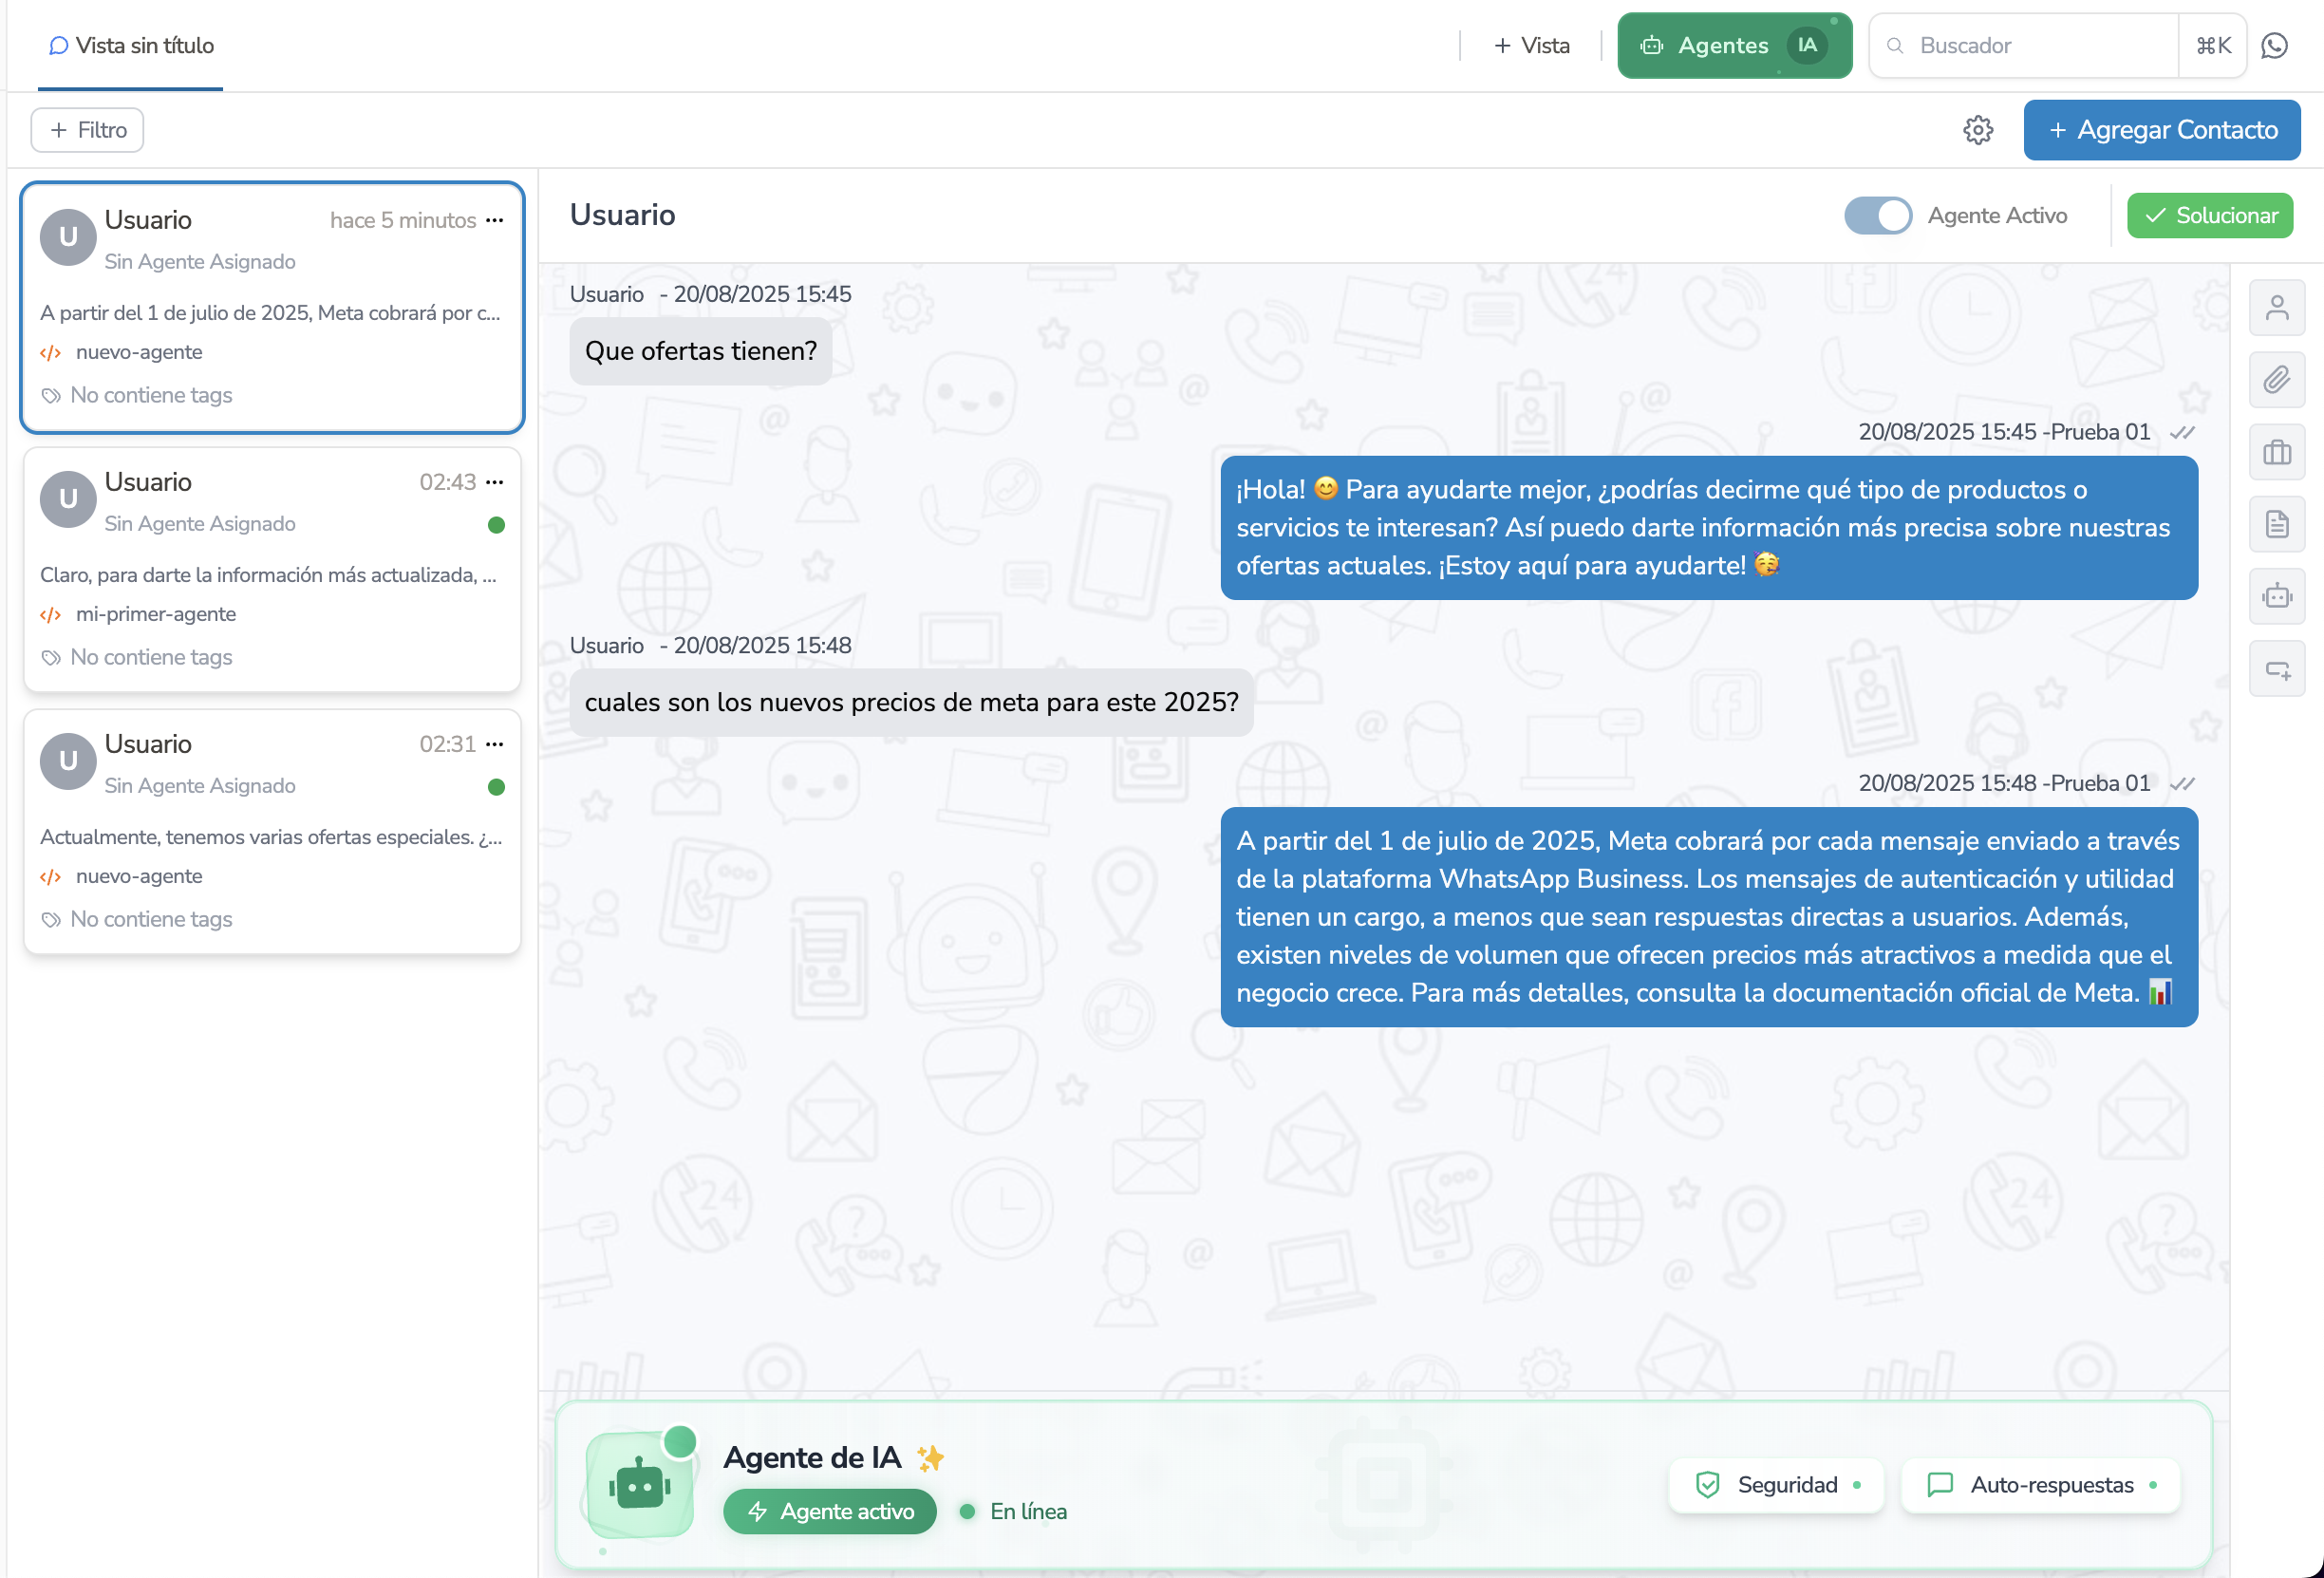 Vista sin título
+ Vista
Agentes IA
Buscador
⌘K
+ Filtro
+ Agregar Contacto
U
Usuario
hace 5 minutos ...
Sin Agente Asignado
A partir del 1 de julio de 2025, Meta cobrará por c...
</> nuevo-agente
No contiene tags
U
Usuario
02:43 ...
Sin Agente Asignado
Claro, para darte la información más actualizada, ...
</> mi-primer-agente
No contiene tags
U
Usuario
02:31 ...
Sin Agente Asignado
Actualmente, tenemos varias ofertas especiales. ¿...
</> nuevo-agente
No contiene tags
Usuario
Agente Activo
Solucionar
Usuario - 20/08/2025 15:45
Que ofertas tienen?
20/08/2025 15:45 -Prueba 01
¡Hola! 😊 Para ayudarte mejor, ¿podrías decirme qué tipo de productos o
servicios te interesan? Así puedo darte información más precisa sobre nuestras
ofertas actuales. ¡Estoy aquí para ayudarte! 🥳
Usuario - 20/08/2025 15:48
cuales son los nuevos precios de meta para este 2025?
20/08/2025 15:48 -Prueba 01
A partir del 1 de julio de 2025, Meta cobrará por cada mensaje enviado a través
de la plataforma WhatsApp Business. Los mensajes de autenticación y utilidad
tienen un cargo, a menos que sean respuestas directas a usuarios. Además,
existen niveles de volumen que ofrecen precios más atractivos a medida que el
negocio crece. Para más detalles, consulta la documentación oficial de Meta. 📊
Agente de IA ✨
Agente activo
En línea
Seguridad
Auto-respuestas